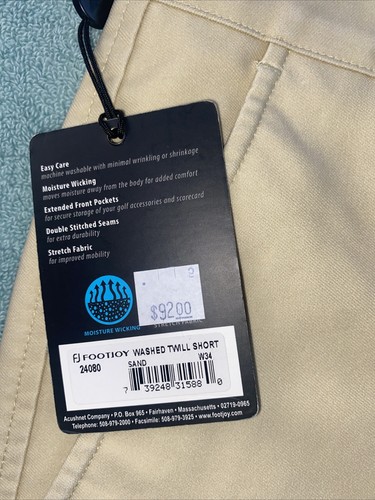 Easy Care
machine washable with minimal wrinkling or shrinkage
Moisture Wicking
moves moisture away from the body for added comfort
Extended Front Pockets
for secure storage of your golf accessories and scorecard
Double Stitched Seams
for extra durability
Stretch Fabric
for improved mobility
$92.00
MOISTURE WICKING
STRETCH FABRIC
FJ FOOTJOY WASHED TWILL SHORT
24080 SAND W34
7 39248 31588 0
Acushnet Company • P.O. Box 965 • Fairhaven • Massachusetts • 02719-0965
Telephone: 508-979-2000 • Facsimile: 508-979-3925 • www.footjoy.com